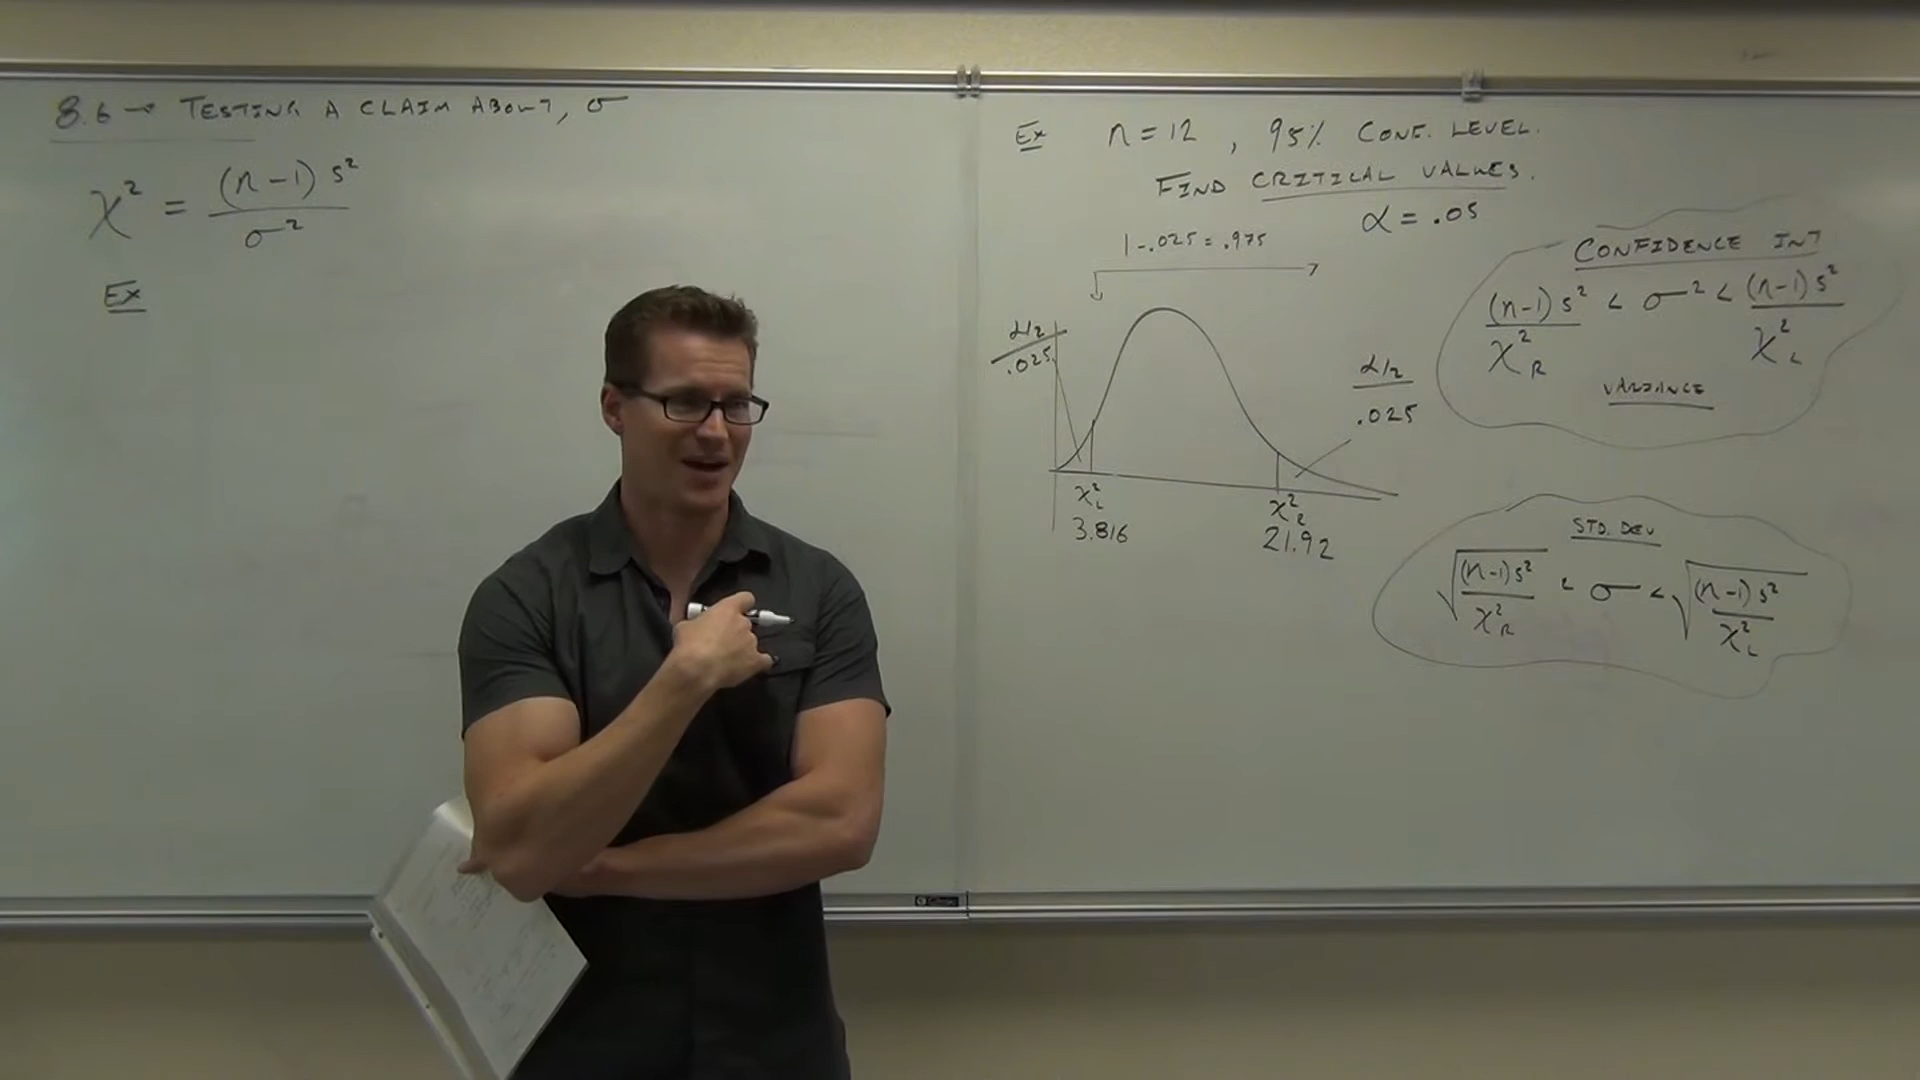 8.6 → TESTING A CLAIM ABOUT, σ
χ² = (n-1) s² / σ²
Ex
Ex n = 12 , 95% CONF. LEVEL.
FIND CRITICAL VALUES.
α = .05
1-.025 = .975
α/2
.025
α/2
.025
χ²L
3.816
χ²R
21.92
CONFIDENCE INT
(n-1) s² / χ²R < σ² < (n-1) s² / χ²L
VARIANCE
STD. DEV
√((n-1) s² / χ²R) < σ < √((n-1) s² / χ²L)